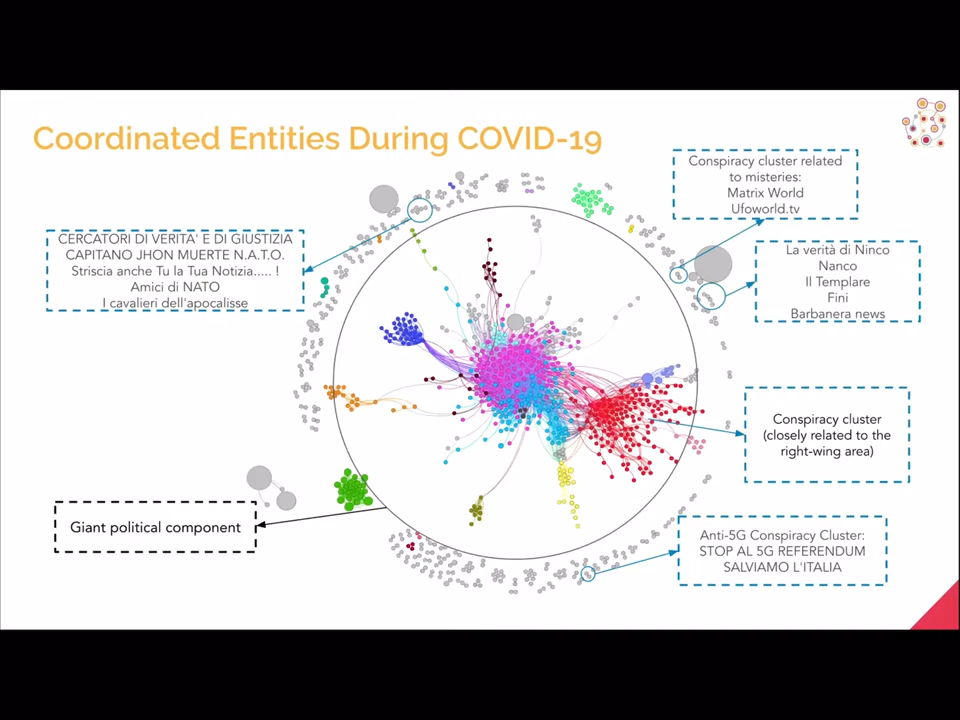 Coordinated Entities During COVID-19
Conspiracy cluster related
to misteries:
Matrix World
Ufoworld.tv
CERCATORI DI VERITA' E DI GIUSTIZIA
CAPITANO JHON MUERTE N.A.T.O.
Striscia anche Tu la Tua Notizia..... !
Amici di NATO
I cavalieri dell'apocalisse
La verità di Ninco
Nanco
Il Templare
Fini
Barbanera news
Conspiracy cluster
(closely related to the
right-wing area)
Giant political component
Anti-5G Conspiracy Cluster:
STOP AL 5G REFERENDUM
SALVIAMO L'ITALIA